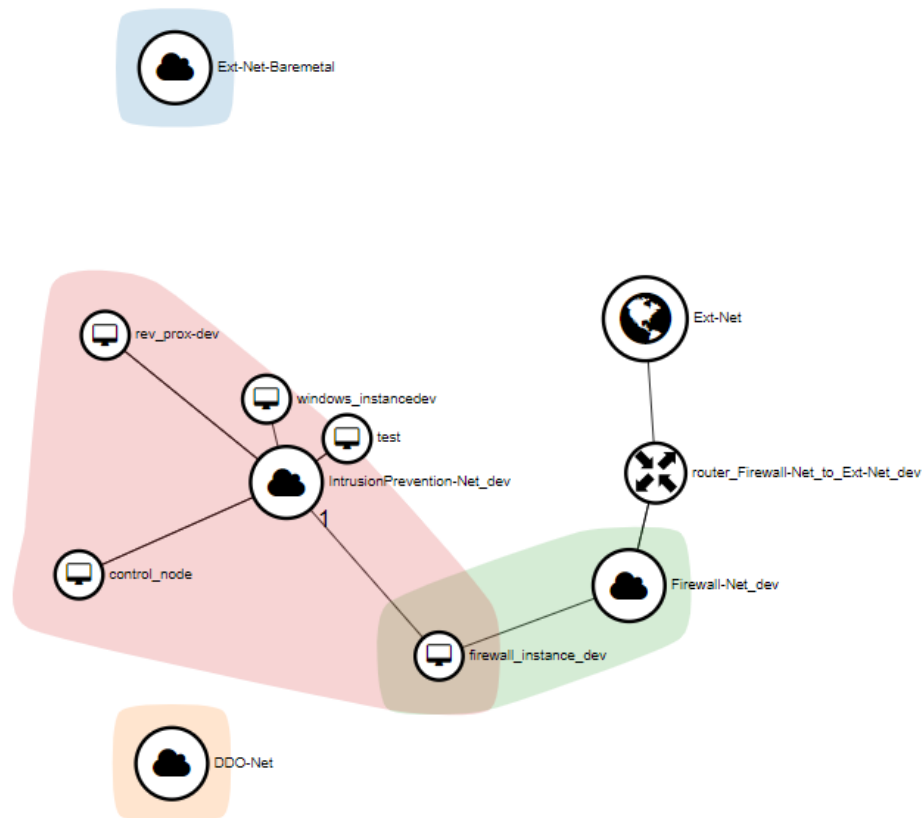 Ext-Net-Baremetal
Ext-Net
rev_prox-dev
windows_instancedev
test
router_Firewall-Net_to_Ext-Net_dev
IntrusionPrevention-Net_dev
1
control_node
Firewall-Net_dev
firewall_instance_dev
DDO-Net